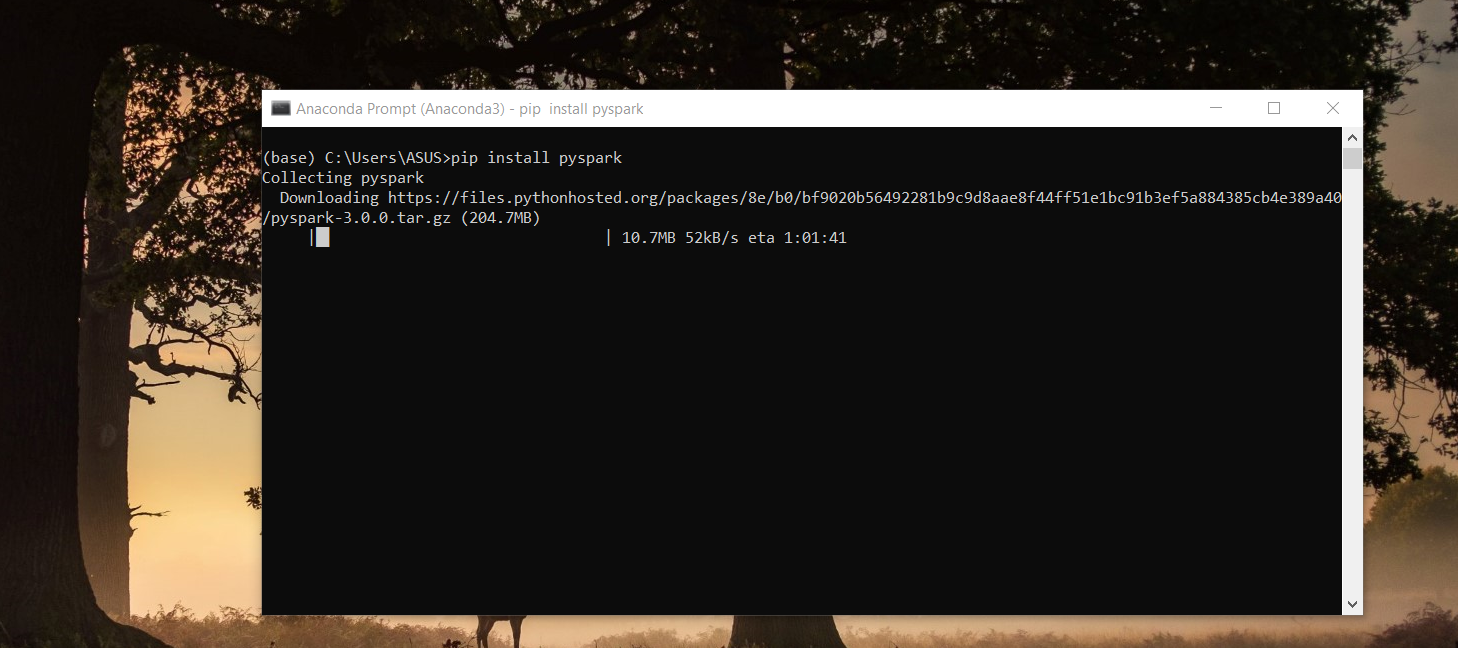 Anaconda Prompt (Anaconda3) - pip  install pyspark
(base) C:\Users\ASUS>pip install pyspark
Collecting pyspark
  Downloading https://files.pythonhosted.org/packages/8e/b0/bf9020b56492281b9c9d8aae8f44ff51e1bc91b3ef5a884385cb4e389a40
/pyspark-3.0.0.tar.gz (204.7MB)
     |█                               | 10.7MB 52kB/s eta 1:01:41